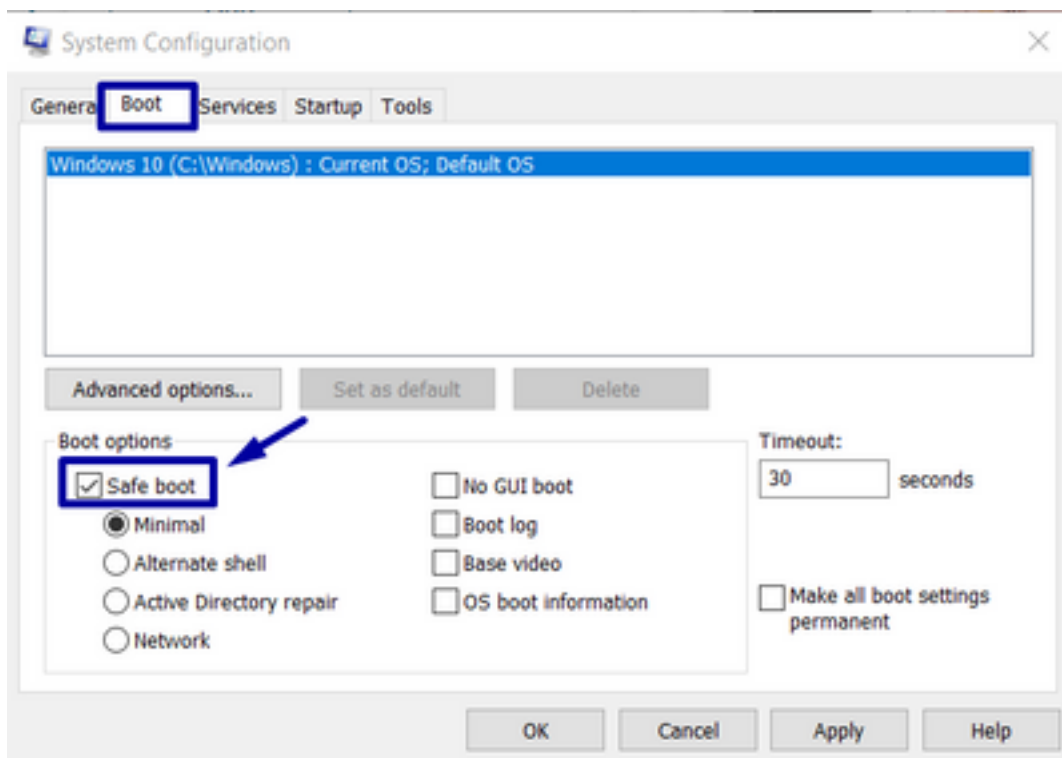 System Configuration
Genera Boot Services Startup Tools
Windows 10 (C:\Windows) : Current OS; Default OS
Advanced options... Set as default Delete
Boot options
Timeout:
Safe boot No GUI boot 30 seconds
Minimal Boot log
Alternate shell Base video
Active Directory repair OS boot information Make all boot settings
permanent
Network
OK Cancel Apply Help